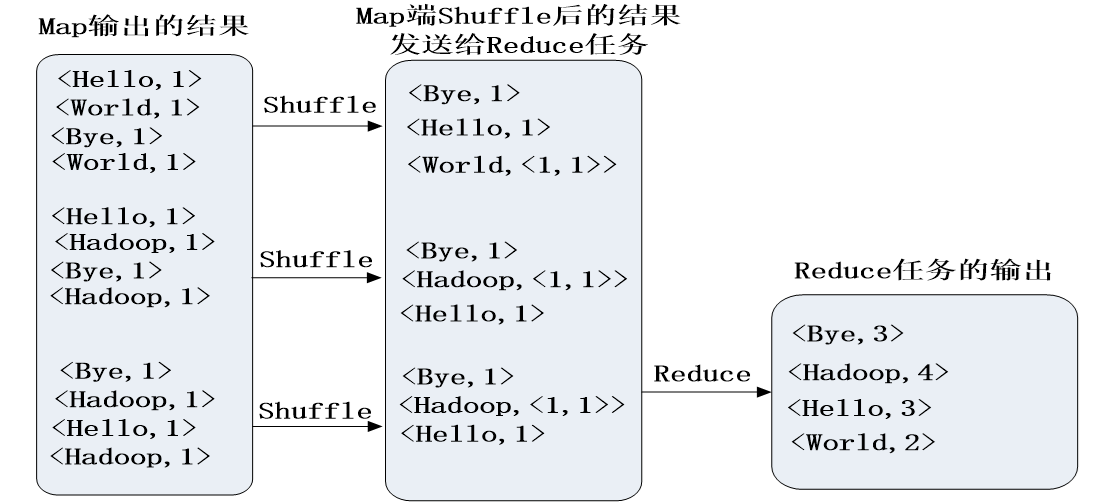 Map输出的结果
<Hello,1>
<World,1>
<Bye,1>
<World,1>
<Hello,1>
<Hadoop,1>
<Bye,1>
<Hadoop,1>
<Bye,1>
<Hadoop,1>
<Hello,1>
<Hadoop,1>
Shuffle
Shuffle
Shuffle
Map端Shuffle后的结果
发送给Reduce任务
<Bye,1>
<Hello,1>
<World,<1,1>>
<Bye,1>
<Hadoop,<1,1>>
<Hello,1>
<Bye,1>
<Hadoop,<1,1>>
<Hello,1>
Reduce
Reduce任务的输出
<Bye,3>
<Hadoop,4>
<Hello,3>
<World,2>